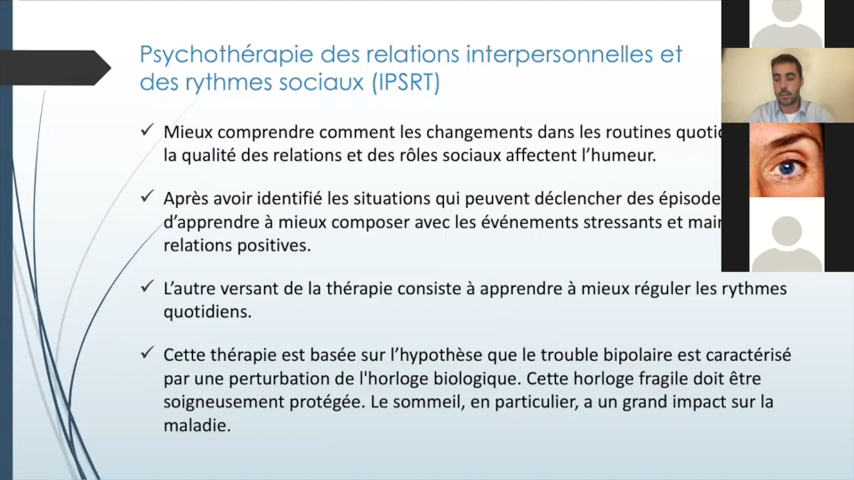 Psychothérapie des relations interpersonnelles et
des rythmes sociaux (IPSRT)
Mieux comprendre comment les changements dans les routines
la qualité des relations et des rôles sociaux affectent l’humeur.
Après avoir identifié les situations qui peuvent déclencher des
d’apprendre à mieux composer avec les événements stressants et
relations positives.
L’autre versant de la thérapie consiste à apprendre à mieux réguler les rythmes
quotidiens.
Cette thérapie est basée sur l’hypothèse que le trouble bipolaire est caractérisé
par une perturbation de l'horloge biologique. Cette horloge fragile doit être
soigneusement protégée. Le sommeil, en particulier, a un grand impact sur la
maladie.